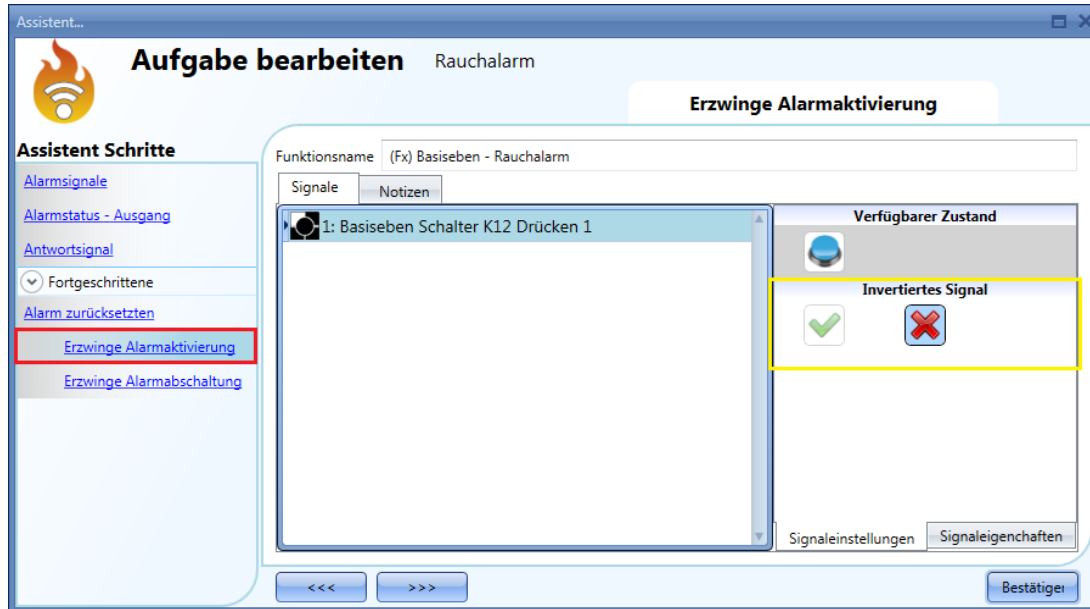 Assistent...
Aufgabe bearbeiten Rauchalarm
Erzwinge Alarmaktivierung
Assistent Schritte
Alarmsignale
Alarmstatus - Ausgang
Antwortsignal
Fortgeschrittene
Alarm zurücksetzten
Erzwinge Alarmaktivierung
Erzwinge Alarmabschaltung
Funktionsname (Fx) Basiseben - Rauchalarm
Signale Notizen
1: Basiseben Schalter K12 Drücken 1
Verfügbarer Zustand
Invertiertes Signal
Signaleinstellungen Signaleigenschaften
<<< >>> Bestätiger